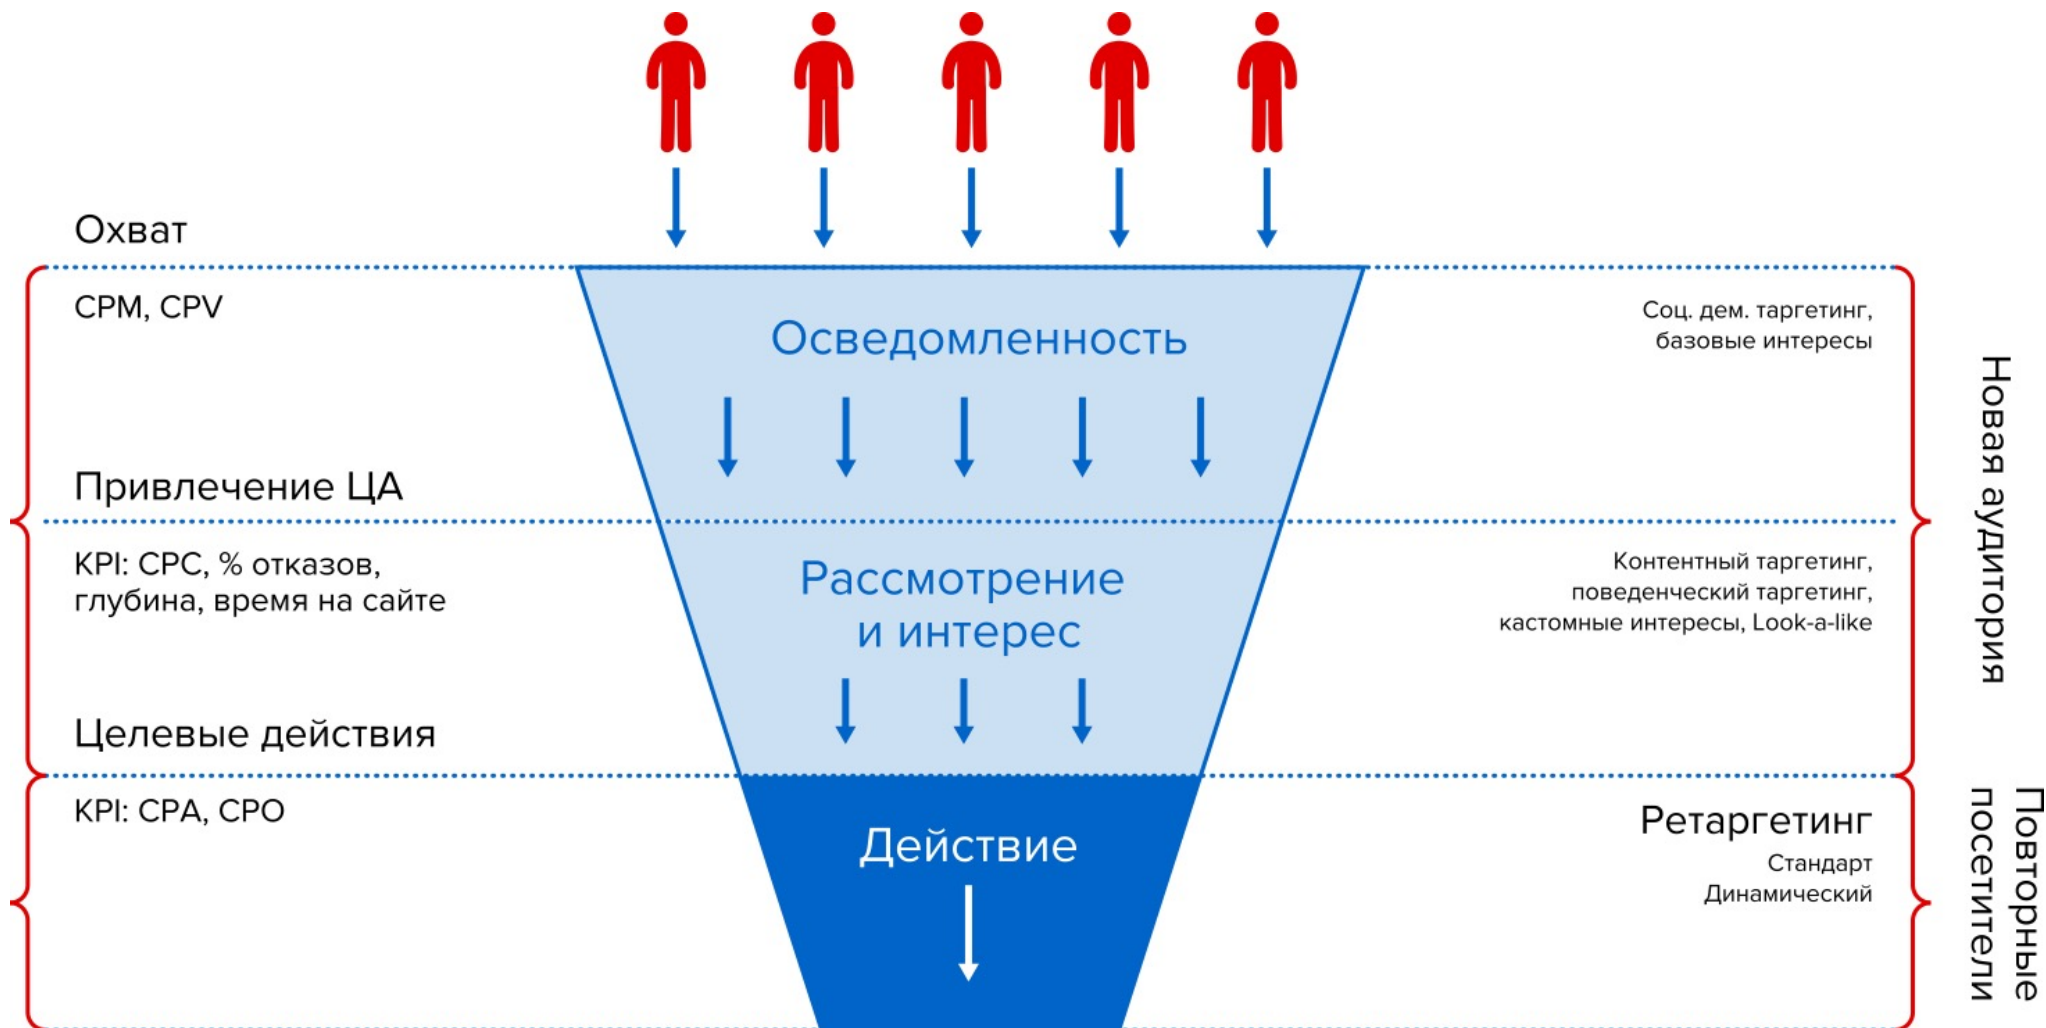 Охват
CPM, CPV
Осведомленность
Соц. дем. таргетинг,
базовые интересы
Привлечение ЦА
KPI: CPC, % отказов,
глубина, время на сайте
Рассмотрение
и интерес
Контентный таргетинг,
поведенческий таргетинг,
кастомные интересы, Look-a-like
Новая аудитория
Целевые действия
KPI: CPA, CPO
Действие
Ретаргетинг
Стандарт
Динамический
Повторные
посетители